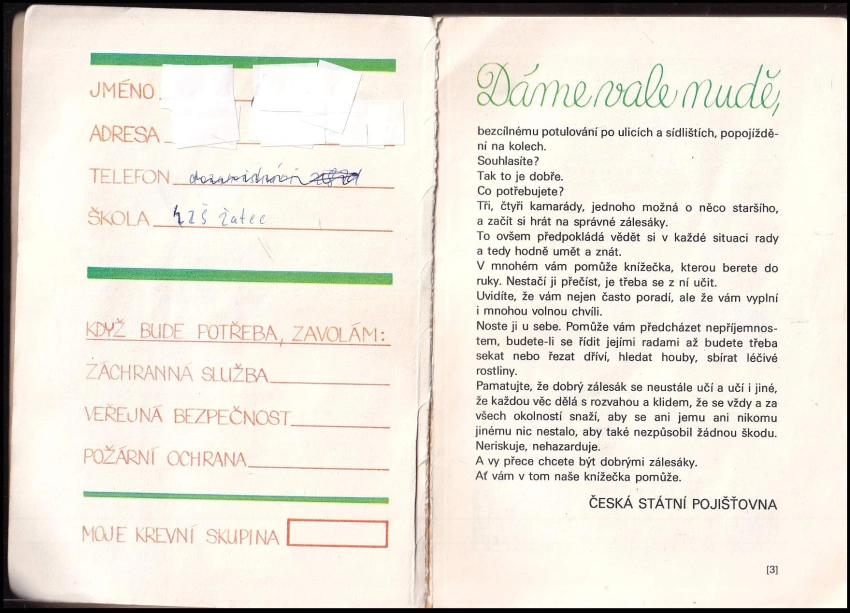 JMÉNO
ADRESA
TELEFON
ŠKOLA ZŠ Žatec
KDYŽ BUDE POTŘEBA, ZAVOLÁM:
ZÁCHRANNÁ SLUŽBA
VEŘEJNÁ BEZPEČNOST
POŽÁRNÍ OCHRANA
MOJE KREVNÍ SKUPINA
Dáme vale nudě,
bezcílnému potulování po ulicích a sídlištích, popojíždě-
ní na kolech.
Souhlasíte?
Tak to je dobře.
Co potřebujete?
Tři, čtyři kamarády, jednoho možná o něco staršího,
a začít si hrát na správné zálesáky.
To ovšem předpokládá vědět si v každé situaci rady
a tedy hodně umět a znát.
V mnohém vám pomůže knížečka, kterou berete do
ruky. Nestačí ji přečíst, je třeba se z ní učit.
Uvidíte, že vám nejen často poradí, ale že vám vyplní
i mnohou volnou chvíli.
Noste ji u sebe. Pomůže vám předcházet nepříjemnos-
tem, budete-li se řídit jejími radami až budete třeba
sekat nebo řezat dříví, hledat houby, sbírat léčivé
rostliny.
Pamatujte, že dobrý zálesák se neustále učí a učí i jiné,
že každou věc dělá s rozvahou a klidem, že se vždy a za
všech okolností snaží, aby se ani jemu ani nikomu
jinému nic nestalo, aby také nezpůsobil žádnou škodu.
Neriskuje, nehazarduje.
A vy přece chcete být dobrými zálesáky.
Ať vám v tom naše knížečka pomůže.
ČESKÁ STÁTNÍ POJIŠŤOVNA
[3]